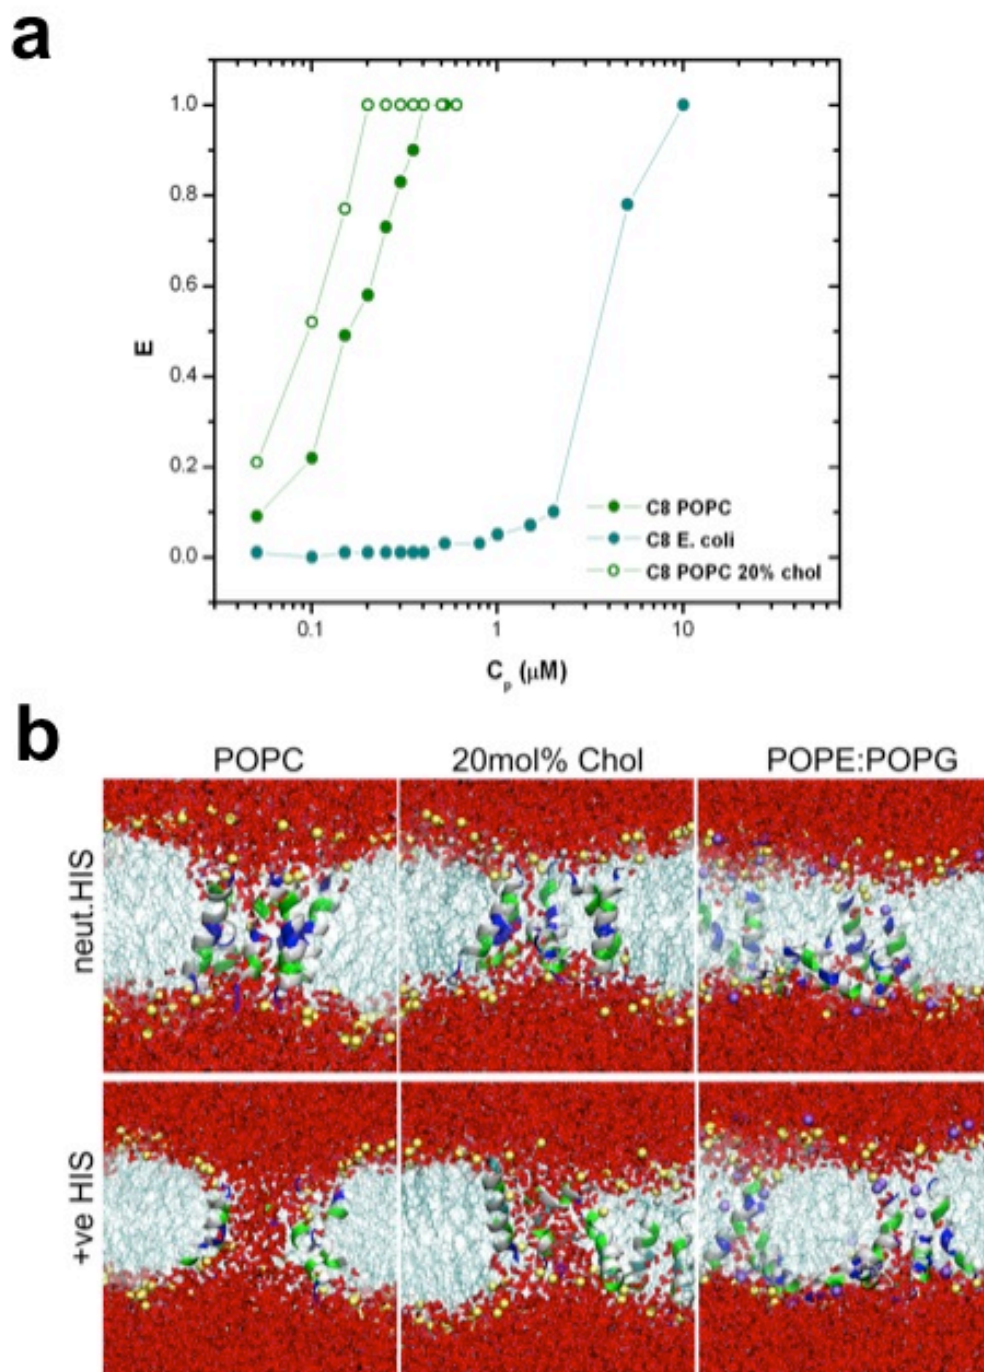 a
1.0
0.8
0.6
0.4
0.2
0.0
E
C8 POPC
C8 E. coli
C8 POPC 20% chol
0.1
1
10
Cp (μM)
b
POPC
20mol% Chol
POPE:POPG
neut.HIS
+ve HIS